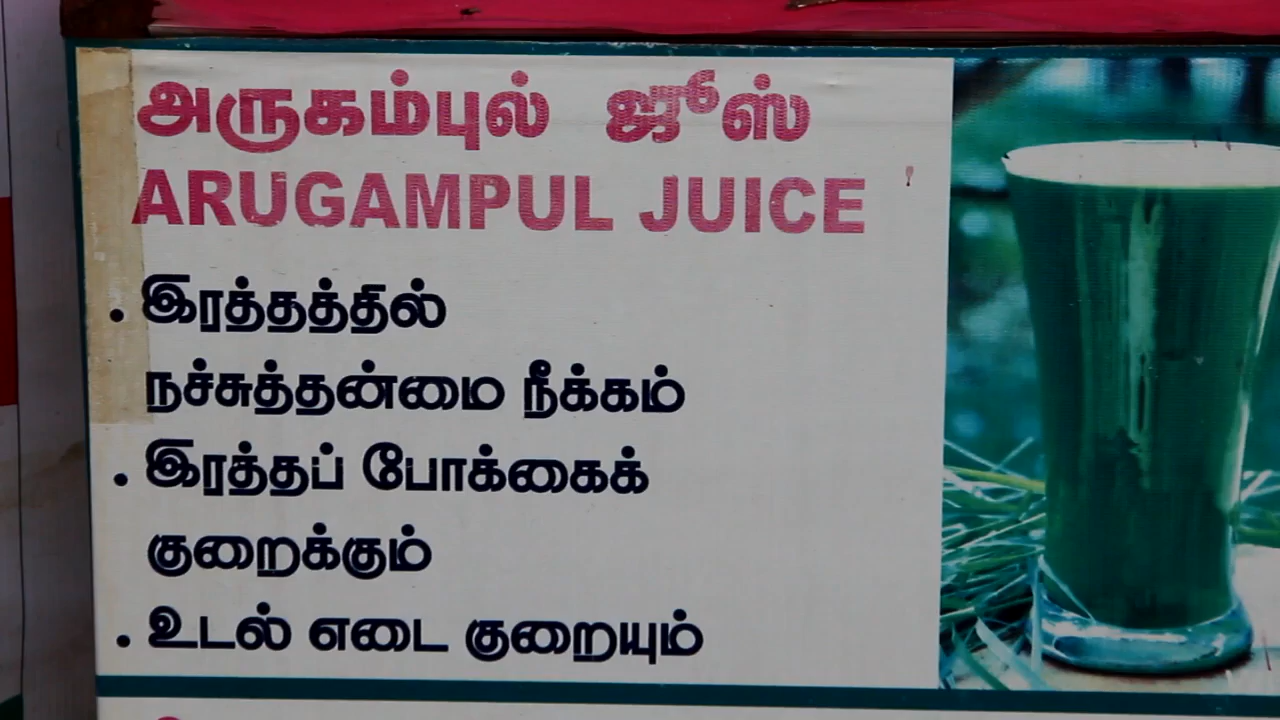 அருகம்புல் ஜூஸ்
ARUGAMPUL JUICE
. இரத்தத்தில்
நச்சுத்தன்மை நீக்கம்
. இரத்தப் போக்கைக்
குறைக்கும்
. உடல் எடை குறையும்